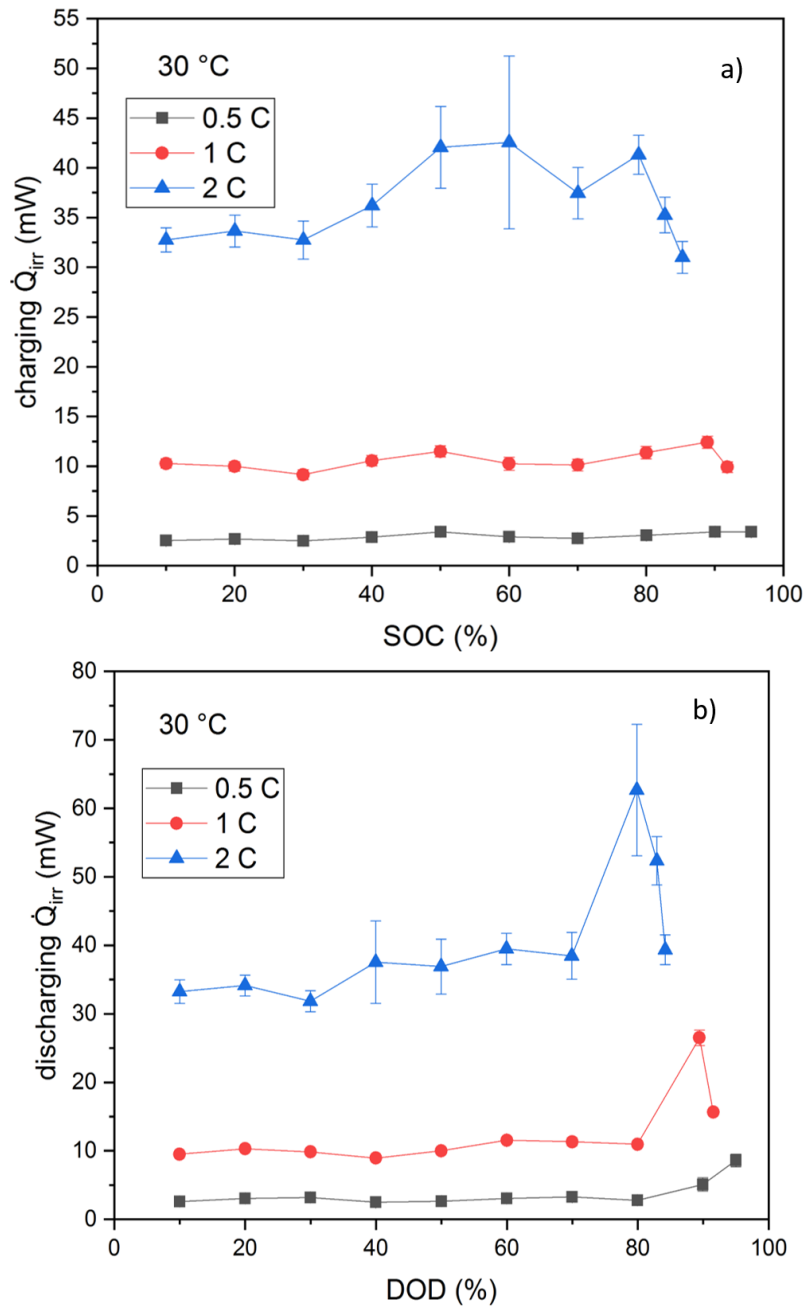 55
50
45
40
35
30
25
20
15
10
5
0
charging Q̇irr (mW)
30 °C
a)
0.5 C
1 C
2 C
0 20 40 60 80 100
SOC (%)
80
70
60
50
40
30
20
10
0
discharging Q̇irr (mW)
30 °C
b)
0.5 C
1 C
2 C
0 20 40 60 80 100
DOD (%)